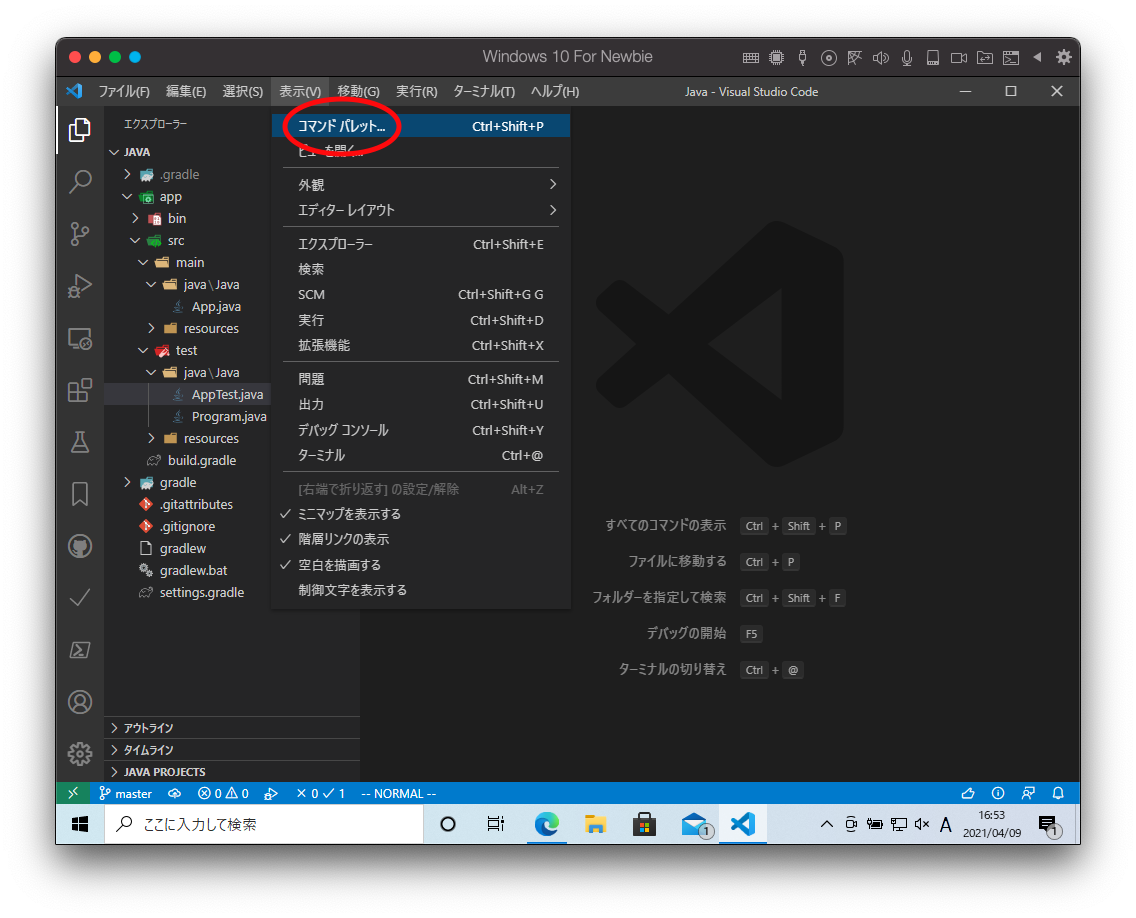 Windows 10 For Newbie
ファイル(F) 編集(E) 選択(S) 表示(V) 移動(G) 実行(R) ターミナル(T) ヘルプ(H) Java - Visual Studio Code
エクスプローラー
JAVA
.gradle
app
bin
src
main
java\Java
App.java
resources
test
java\Java
AppTest.java
Program.java
resources
build.gradle
gradle
.gitattributes
.gitignore
gradlew
gradlew.bat
settings.gradle
アウトライン
タイムライン
JAVA PROJECTS
コマンド パレット... Ctrl+Shift+P
ビューを開く...
外観
エディター レイアウト
エクスプローラー Ctrl+Shift+E
検索
SCM Ctrl+Shift+G G
実行 Ctrl+Shift+D
拡張機能 Ctrl+Shift+X
問題 Ctrl+Shift+M
出力 Ctrl+Shift+U
デバッグ コンソール Ctrl+Shift+Y
ターミナル Ctrl+@
[右端で折り返す] の設定/解除 Alt+Z
ミニマップを表示する
階層リンクの表示
空白を描画する
制御文字を表示する
すべてのコマンドの表示 Ctrl + Shift + P
ファイルに移動する Ctrl + P
フォルダーを指定して検索 Ctrl + Shift + F
デバッグの開始 F5
ターミナルの切り替え Ctrl + @
master 0 0 0 1 -- NORMAL --
ここに入力して検索
1
A
16:53
2021/04/09
1